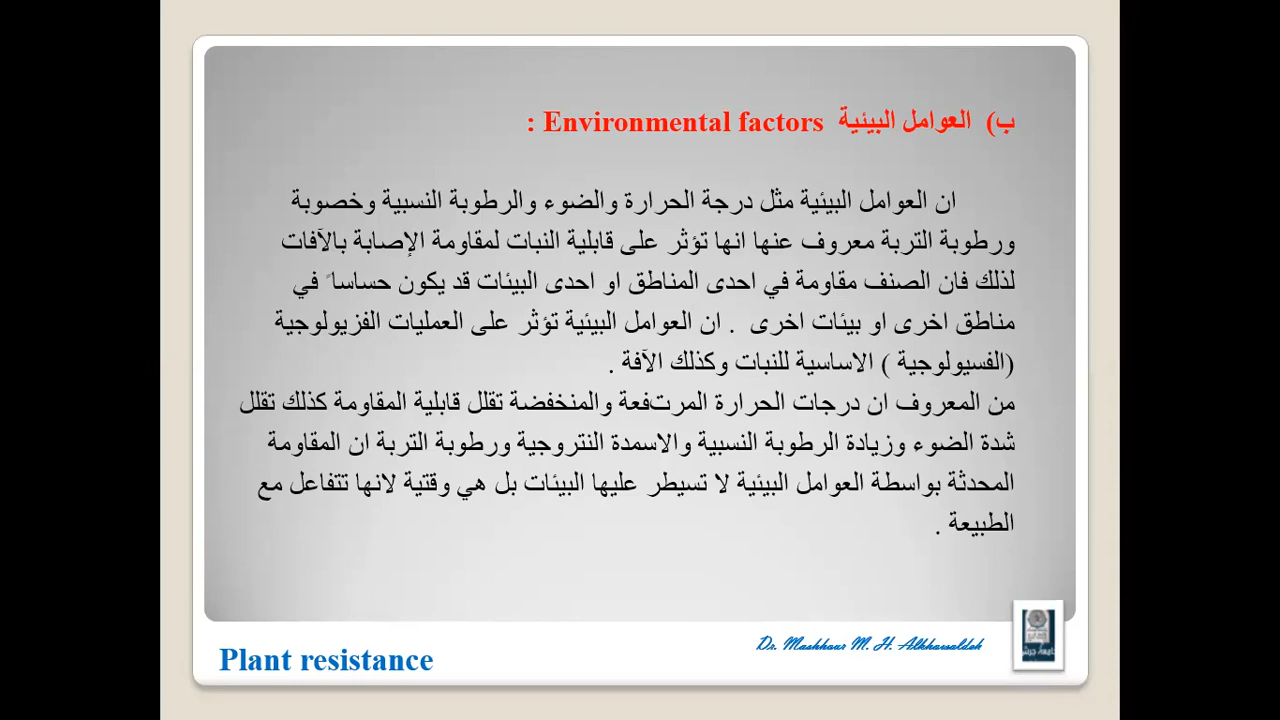 ب) العوامل البيئية Environmental factors :
ان العوامل البيئية مثل درجة الحرارة والضوء والرطوبة النسبية وخصوبة
ورطوبة التربة معروف عنها انها تؤثر على قابلية النبات لمقاومة الإصابة بالآفات
لذلك فان الصنف مقاومة في احدى المناطق او احدى البيئات قد يكون حساسا ً في
مناطق اخرى او بيئات اخرى . ان العوامل البيئية تؤثر على العمليات الفزيولوجية
(الفسيولوجية ) الاساسية للنبات وكذلك الآفة .
من المعروف ان درجات الحرارة المرتفعة والمنخفضة تقلل قابلية المقاومة كذلك تقلل
شدة الضوء وزيادة الرطوبة النسبية والاسمدة النتروجية ورطوبة التربة ان المقاومة
المحدثة بواسطة العوامل البيئية لا تسيطر عليها البيئات بل هي وقتية لانها تتفاعل مع
الطبيعة .
Dr. Mashhour M. H. Alkhawaldeh
Plant resistance